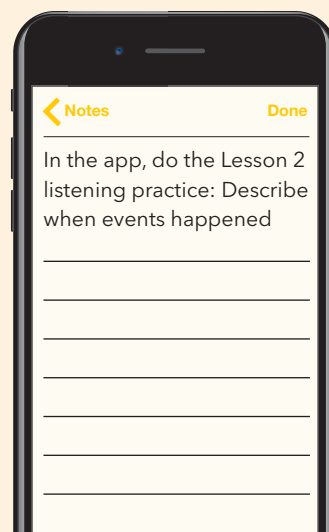 Notes Done
In the app, do the Lesson 2
listening practice: Describe
when events happened